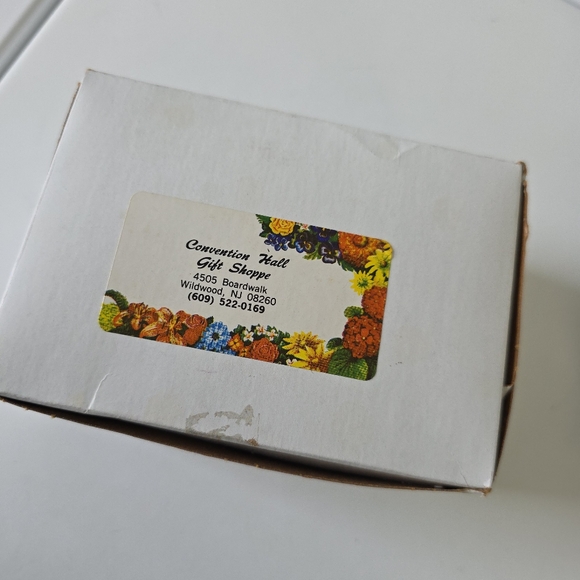 Convention Hall
Gift Shoppe
4505 Boardwalk
Wildwood, NJ 08260
(609) 522-0169